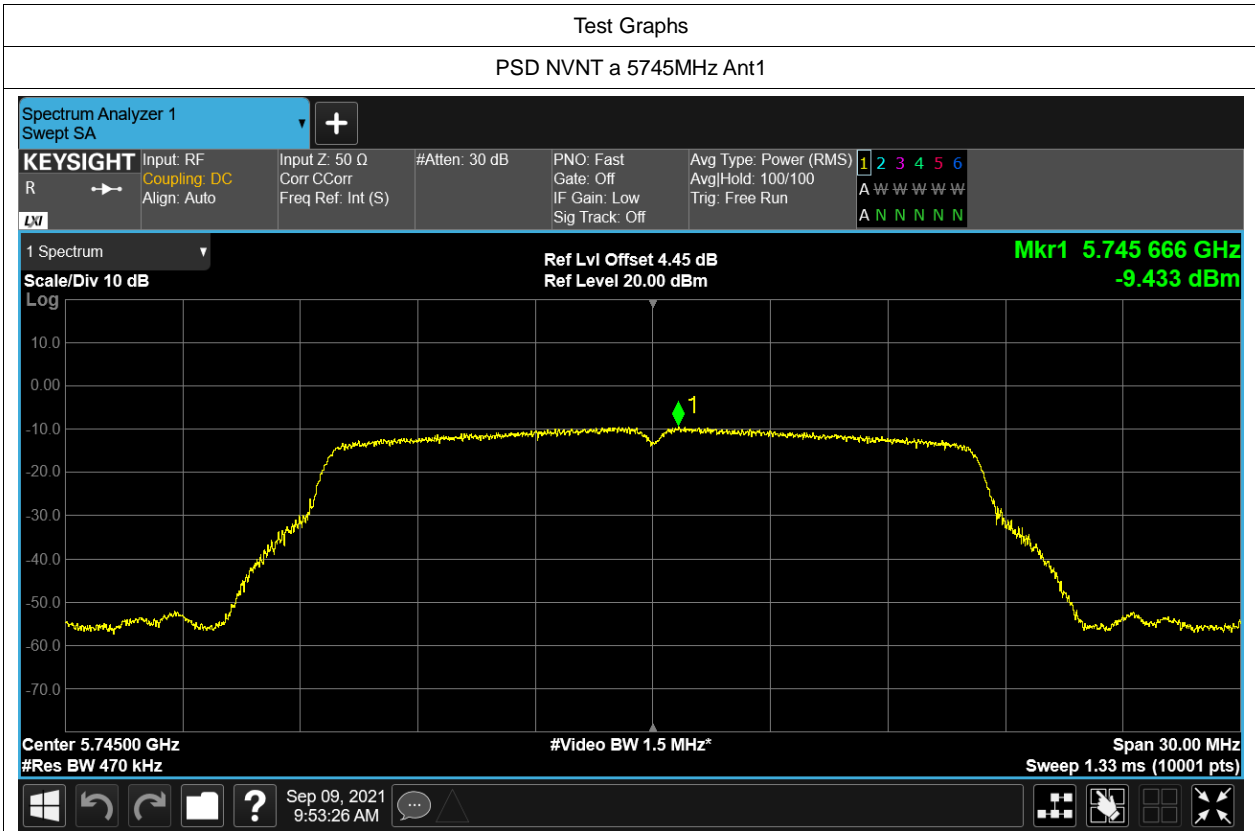 Test Graphs
PSD NVNT a 5745MHz Ant1
Spectrum Analyzer 1
Swept SA
KEYSIGHT
R
LXI
Input: RF
Coupling: DC
Align: Auto
Input Z: 50 Ω
Corr CCorr
Freq Ref: Int (S)
#Atten: 30 dB
PNO: Fast
Gate: Off
IF Gain: Low
Sig Track: Off
Avg Type: Power (RMS)
Avg|Hold: 100/100
Trig: Free Run
1 2 3 4 5 6
A W W W W W
A N N N N N
1 Spectrum
Scale/Div 10 dB
Log
Ref Lvl Offset 4.45 dB
Ref Level 20.00 dBm
Mkr1 5.745 666 GHz
-9.433 dBm
10.0
0.00
-10.0
-20.0
-30.0
-40.0
-50.0
-60.0
-70.0
1
Center 5.74500 GHz
#Res BW 470 kHz
#Video BW 1.5 MHz*
Span 30.00 MHz
Sweep 1.33 ms (10001 pts)
?
Sep 09, 2021
9:53:26 AM